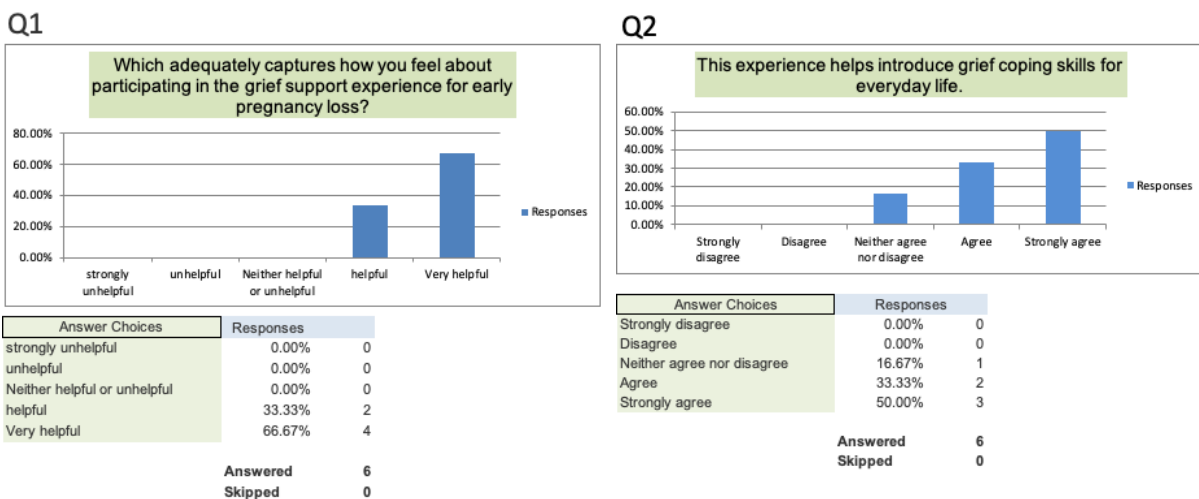 Q1
Which adequately captures how you feel about
participating in the grief support experience for early
pregnancy loss?
80.00%
60.00%
40.00%
20.00%
0.00%
strongly unhelpful
unhelpful
Neither helpful or unhelpful
helpful
Very helpful
Responses
Answer Choices Responses
strongly unhelpful 0.00% 0
unhelpful 0.00% 0
Neither helpful or unhelpful 0.00% 0
helpful 33.33% 2
Very helpful 66.67% 4
Answered 6
Skipped 0
Q2
This experience helps introduce grief coping skills for
everyday life.
60.00%
50.00%
40.00%
30.00%
20.00%
10.00%
0.00%
Strongly disagree
Disagree
Neither agree nor disagree
Agree
Strongly agree
Responses
Answer Choices Responses
Strongly disagree 0.00% 0
Disagree 0.00% 0
Neither agree nor disagree 16.67% 1
Agree 33.33% 2
Strongly agree 50.00% 3
Answered 6
Skipped 0